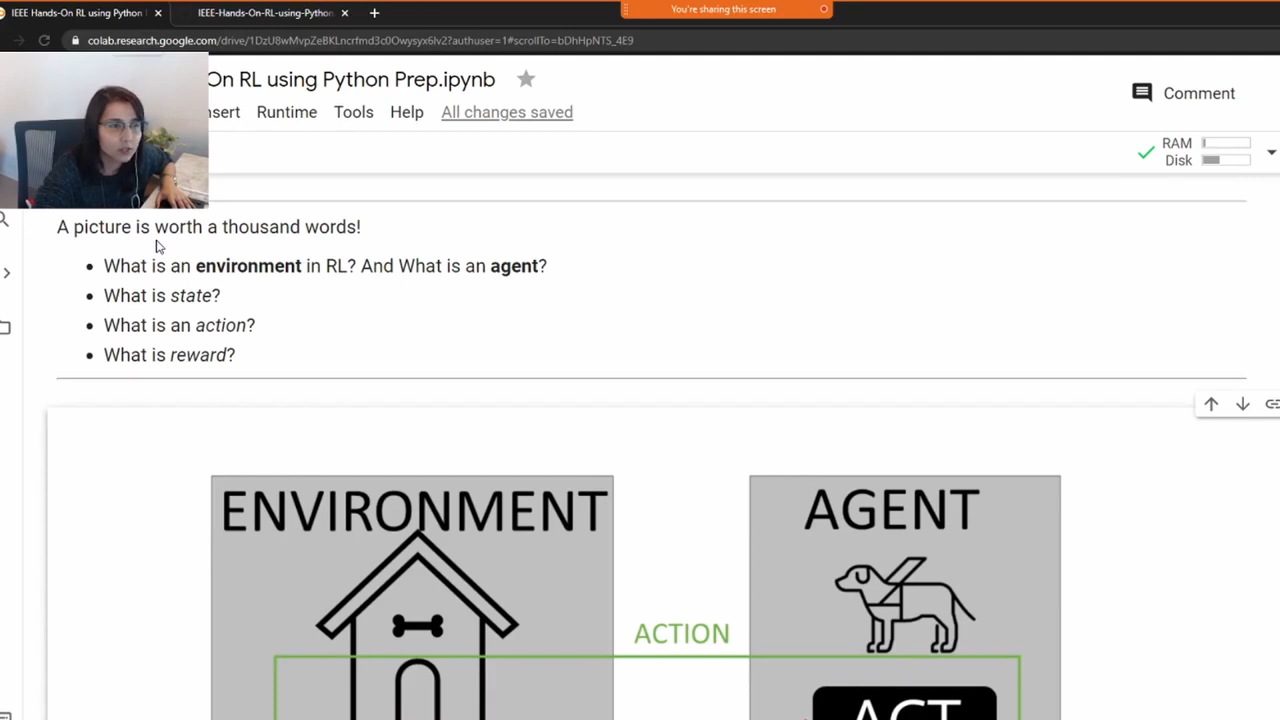 IEEE Hands-On RL using Python
IEEE-Hands-On-RL-using-Python
You're sharing this screen
colab.research.google.com/drive/1DzU8wMvpZeBKLncrfmd3c0Owysyx6Iv2?authuser=1#scrollTo=bDhHpNTS_4E9
On RL using Python Prep.ipynb
nsert Runtime Tools Help All changes saved
Comment
RAM
Disk
A picture is worth a thousand words!
What is an environment in RL? And What is an agent?
What is state?
What is an action?
What is reward?
ENVIRONMENT
AGENT
ACTION
ACT